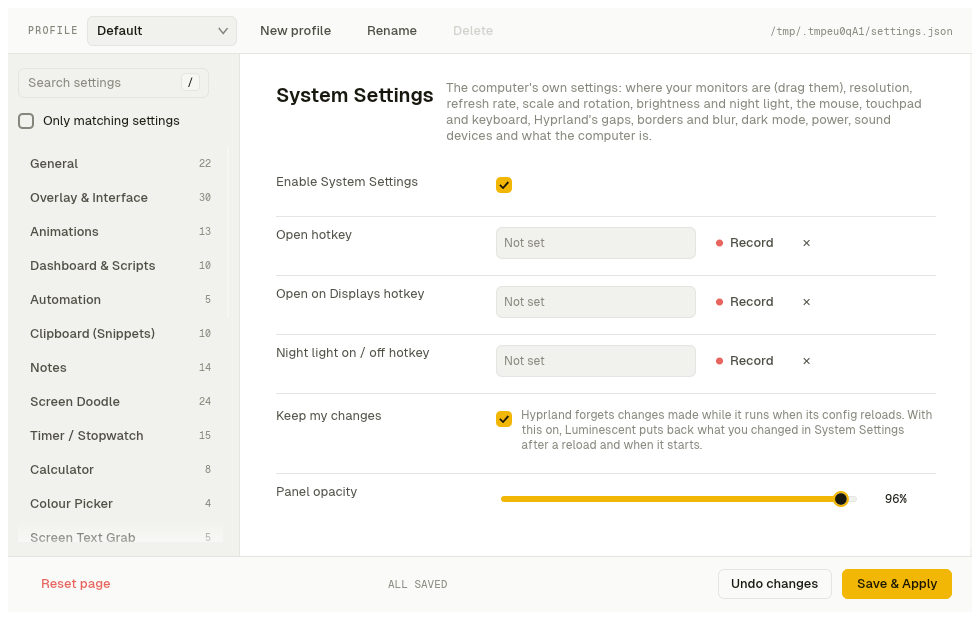 PROFILE Default New profile Rename Delete /tmp/.tmpeu0qA1/settings.json
Search settings /
Only matching settings
General 22
Overlay & Interface 30
Animations 13
Dashboard & Scripts 10
Automation 5
Clipboard (Snippets) 10
Notes 14
Screen Doodle 24
Timer / Stopwatch 15
Calculator 8
Colour Picker 4
Screen Text Grab 5
System Settings
The computer's own settings: where your monitors are (drag them), resolution,
refresh rate, scale and rotation, brightness and night light, the mouse, touchpad
and keyboard, Hyprland's gaps, borders and blur, dark mode, power, sound
devices and what the computer is.
Enable System Settings
Open hotkey Not set Record ×
Open on Displays hotkey Not set Record ×
Night light on / off hotkey Not set Record ×
Keep my changes
Hyprland forgets changes made while it runs when its config reloads. With
this on, Luminescent puts back what you changed in System Settings
after a reload and when it starts.
Panel opacity 96%
Reset page ALL SAVED Undo changes Save & Apply